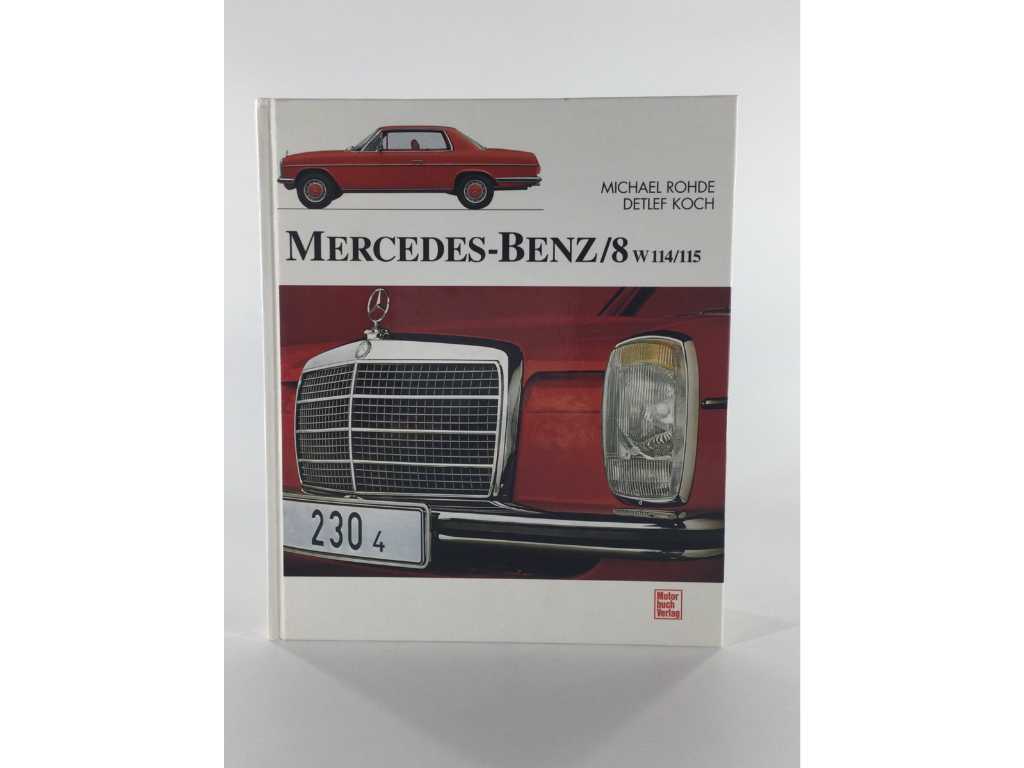 MICHAEL ROHDE
DETLEF KOCH
MERCEDES-BENZ/8 W114/115
230 4
Motor
buch
Verlag